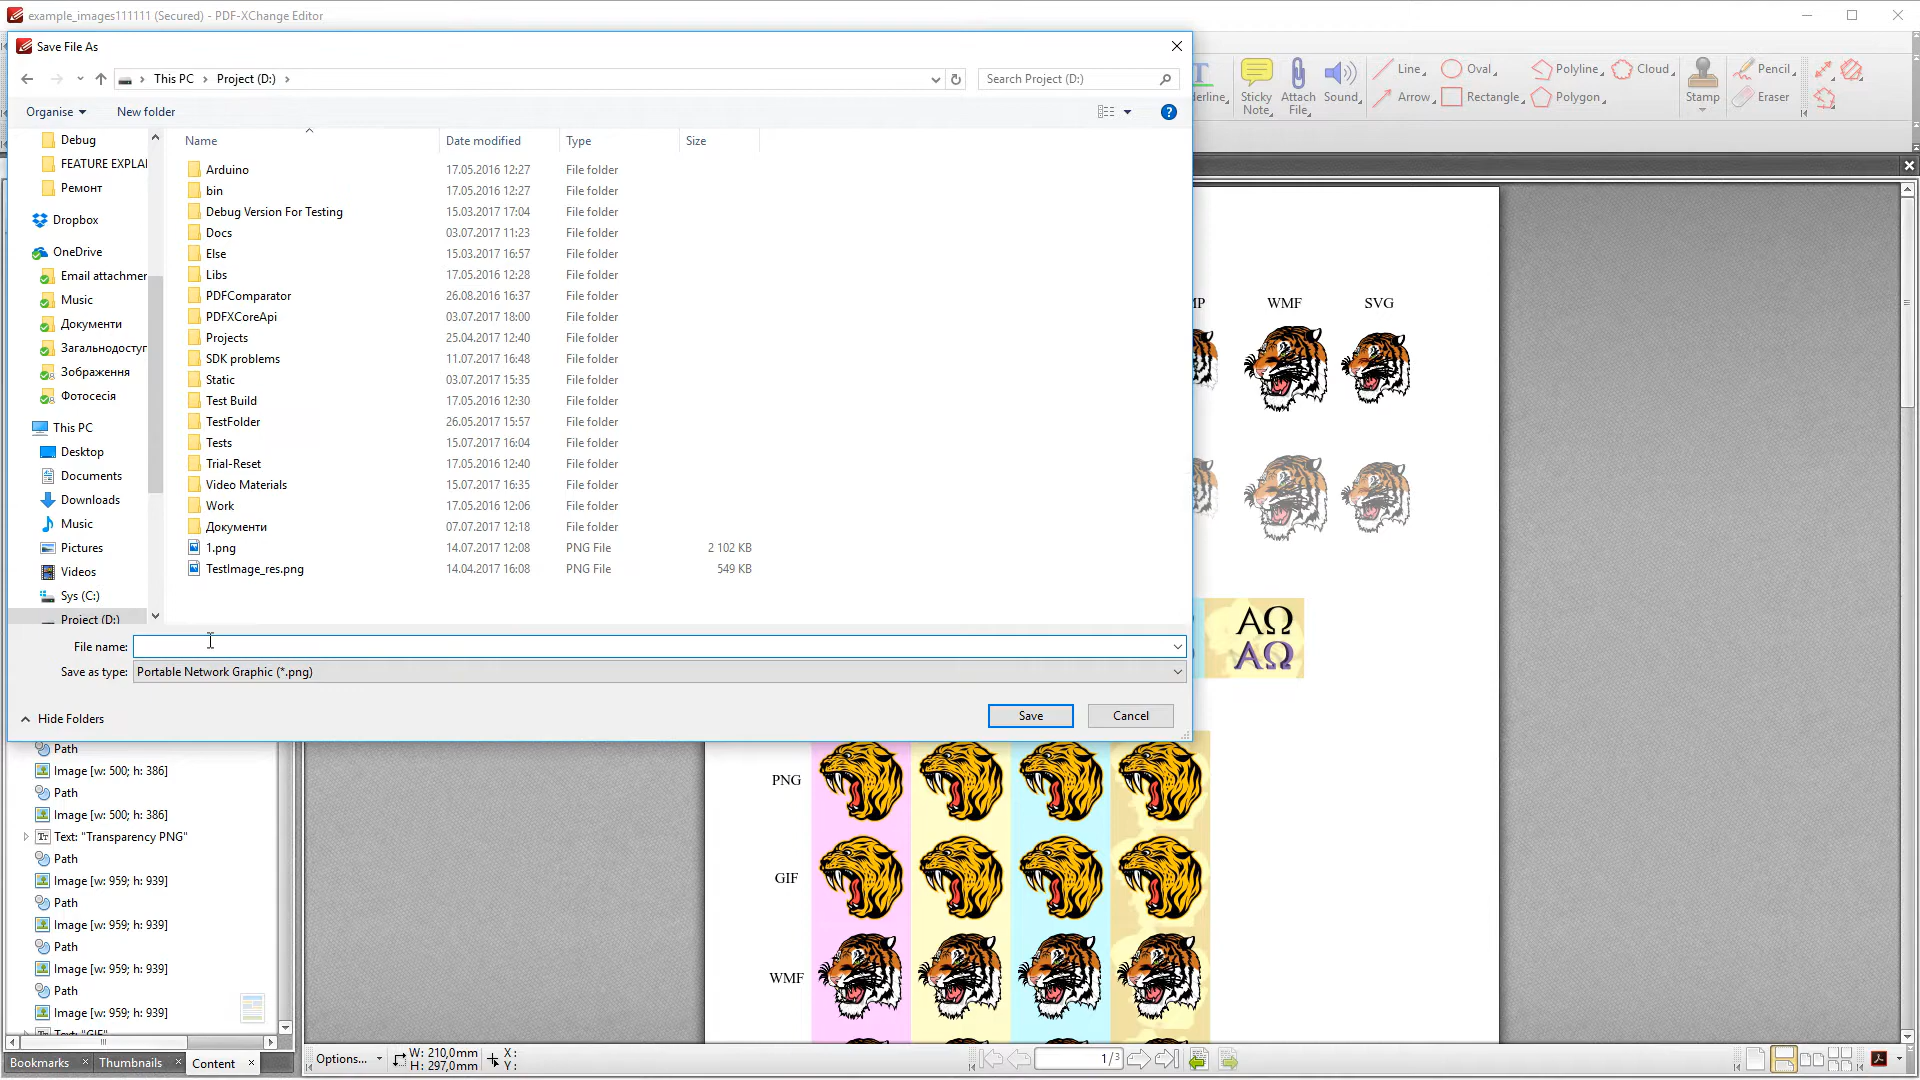 example_images111111 (Secured) - PDF-XChange Editor
Save File As
This PC
Project (D:)
Search Project (D:)
Organise
New folder
Debug
FEATURE EXPLAI
Ремонт
Dropbox
OneDrive
Email attachmer
Music
Документи
Загальнодоступ
Зображення
Фотосесія
This PC
Desktop
Documents
Downloads
Music
Pictures
Videos
Sys (C:)
Project (D:)
Name Date modified Type Size
Arduino 17.05.2016 12:27 File folder
bin 17.05.2016 12:27 File folder
Debug Version For Testing 15.03.2017 17:04 File folder
Docs 03.07.2017 11:23 File folder
Else 15.03.2017 16:57 File folder
Libs 17.05.2016 12:28 File folder
PDFComparator 26.08.2016 16:37 File folder
PDFXCoreApi 03.07.2017 18:00 File folder
Projects 25.04.2017 12:40 File folder
SDK problems 11.07.2017 16:48 File folder
Static 03.07.2017 15:35 File folder
Test Build 17.05.2016 12:30 File folder
TestFolder 26.05.2017 15:57 File folder
Tests 15.07.2017 16:04 File folder
Trial-Reset 17.05.2016 12:40 File folder
Video Materials 15.07.2017 16:35 File folder
Work 17.05.2016 12:06 File folder
Документи 07.07.2017 12:18 File folder
1.png 14.07.2017 12:08 PNG File 2 102 KB
TestImage_res.png 14.04.2017 16:08 PNG File 549 KB
File name:
Save as type: Portable Network Graphic (*.png)
Hide Folders
Save
Cancel
derline
Sticky Note
Attach File
Sound
Line
Arrow
Oval
Rectangle
Polyline
Polygon
Cloud
Stamp
Pencil
Eraser
MP WMF SVG
ΑΩ
ΑΩ
PNG
GIF
WMF
Path
Image [w: 500; h: 386]
Path
Image [w: 500; h: 386]
Text: "Transparency PNG"
Path
Image [w: 959; h: 939]
Path
Image [w: 959; h: 939]
Path
Image [w: 959; h: 939]
Path
Image [w: 959; h: 939]
Text: "GIF"
Bookmarks
Thumbnails
Content
Options...
W: 210,0mm
H: 297,0mm
X:
Y:
1/3